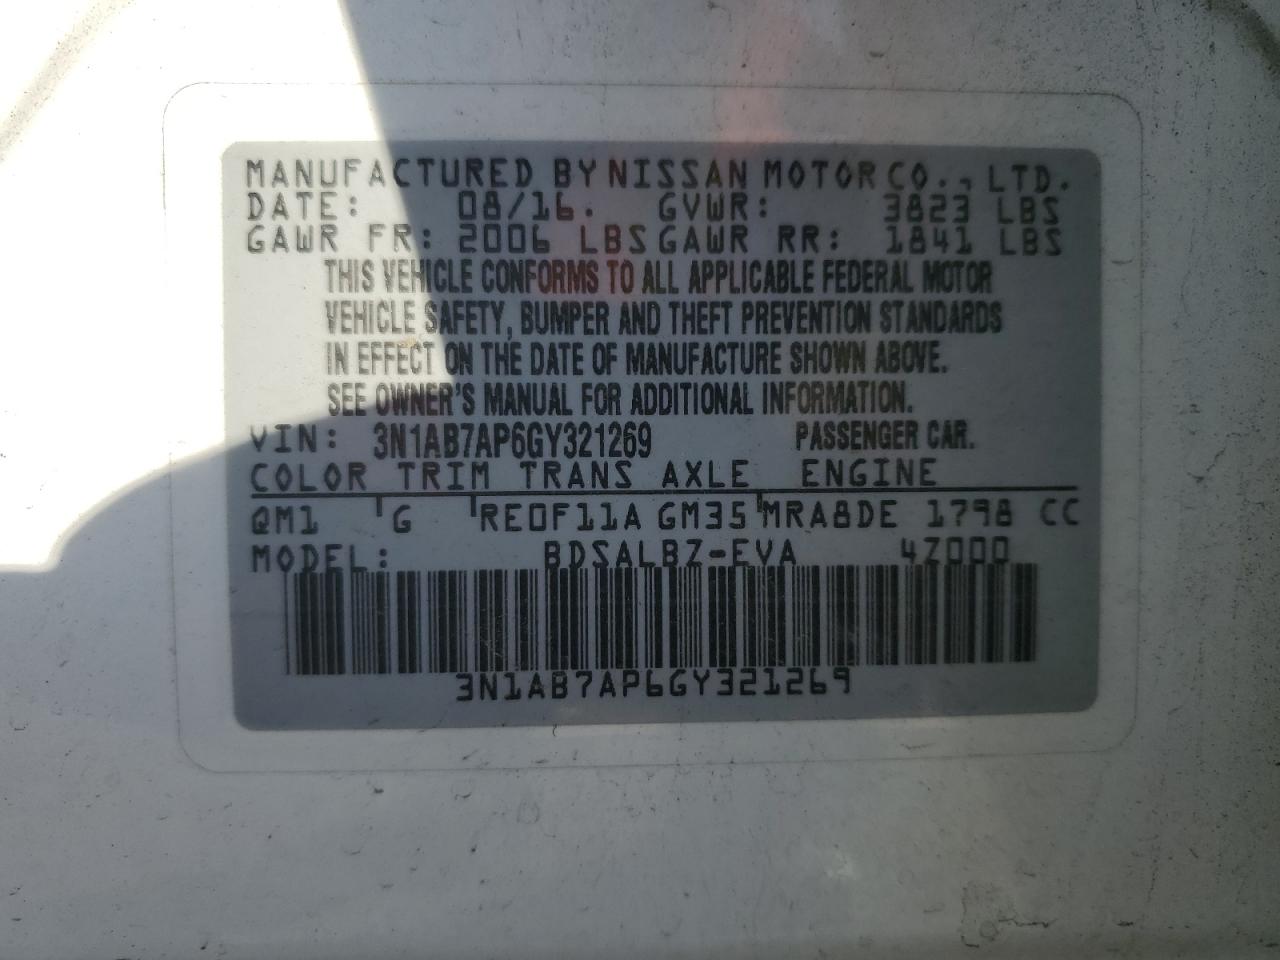 MANUFACTURED BY NISSAN MOTOR CO., LTD.
DATE: 08/16. GVWR: 3823 LBS
GAWR FR: 2006 LBS GAWR RR: 1841 LBS
THIS VEHICLE CONFORMS TO ALL APPLICABLE FEDERAL MOTOR
VEHICLE SAFETY, BUMPER AND THEFT PREVENTION STANDARDS
IN EFFECT ON THE DATE OF MANUFACTURE SHOWN ABOVE.
SEE OWNER'S MANUAL FOR ADDITIONAL INFORMATION.
VIN: 3N1AB7AP6GY321269 PASSENGER CAR.
COLOR TRIM TRANS AXLE ENGINE
QM1 G RE0F11A GM35 MRA8DE 1798 CC
MODEL: BDSALBZ-EVA 4Z000
3N1AB7AP6GY321269